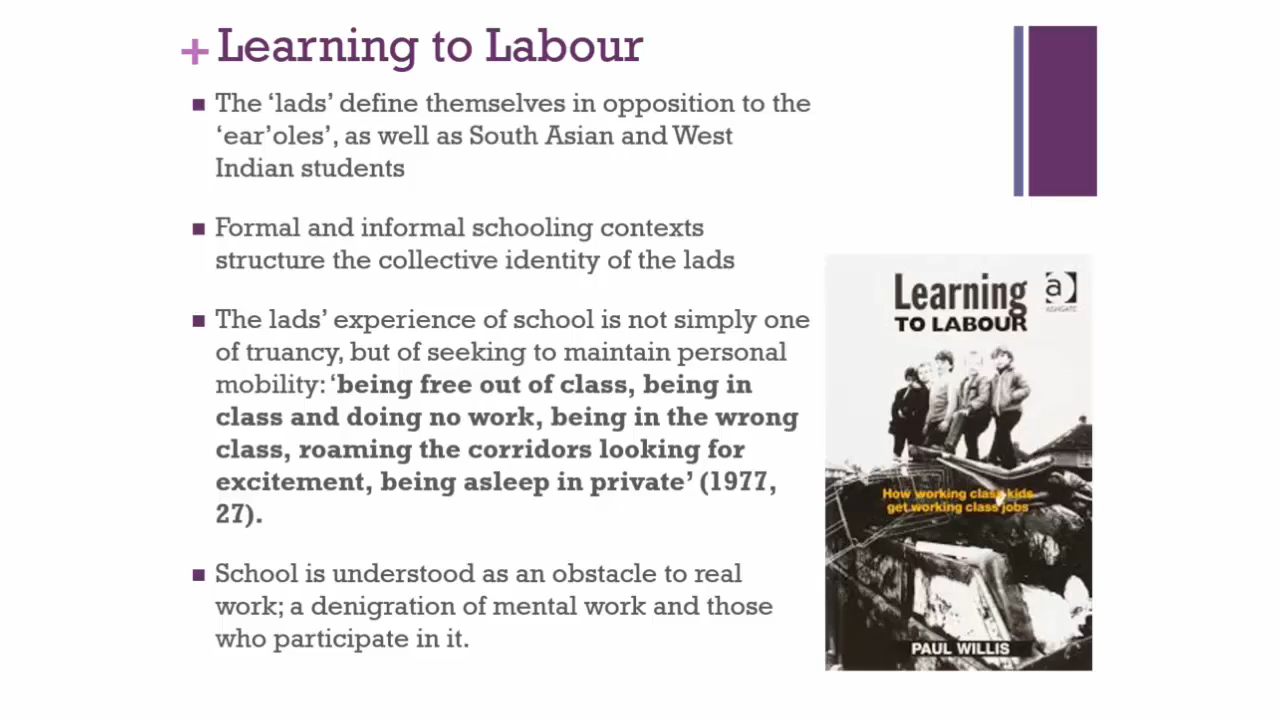 + Learning to Labour
■ The ‘lads’ define themselves in opposition to the
‘ear’oles’, as well as South Asian and West
Indian students
■ Formal and informal schooling contexts
structure the collective identity of the lads
■ The lads’ experience of school is not simply one
of truancy, but of seeking to maintain personal
mobility: ‘being free out of class, being in
class and doing no work, being in the wrong
class, roaming the corridors looking for
excitement, being asleep in private’ (1977,
27).
■ School is understood as an obstacle to real
work; a denigration of mental work and those
who participate in it.
Learning
TO LABOUR
a
ASHGATE
How working class kids
get working class jobs
PAUL WILLIS